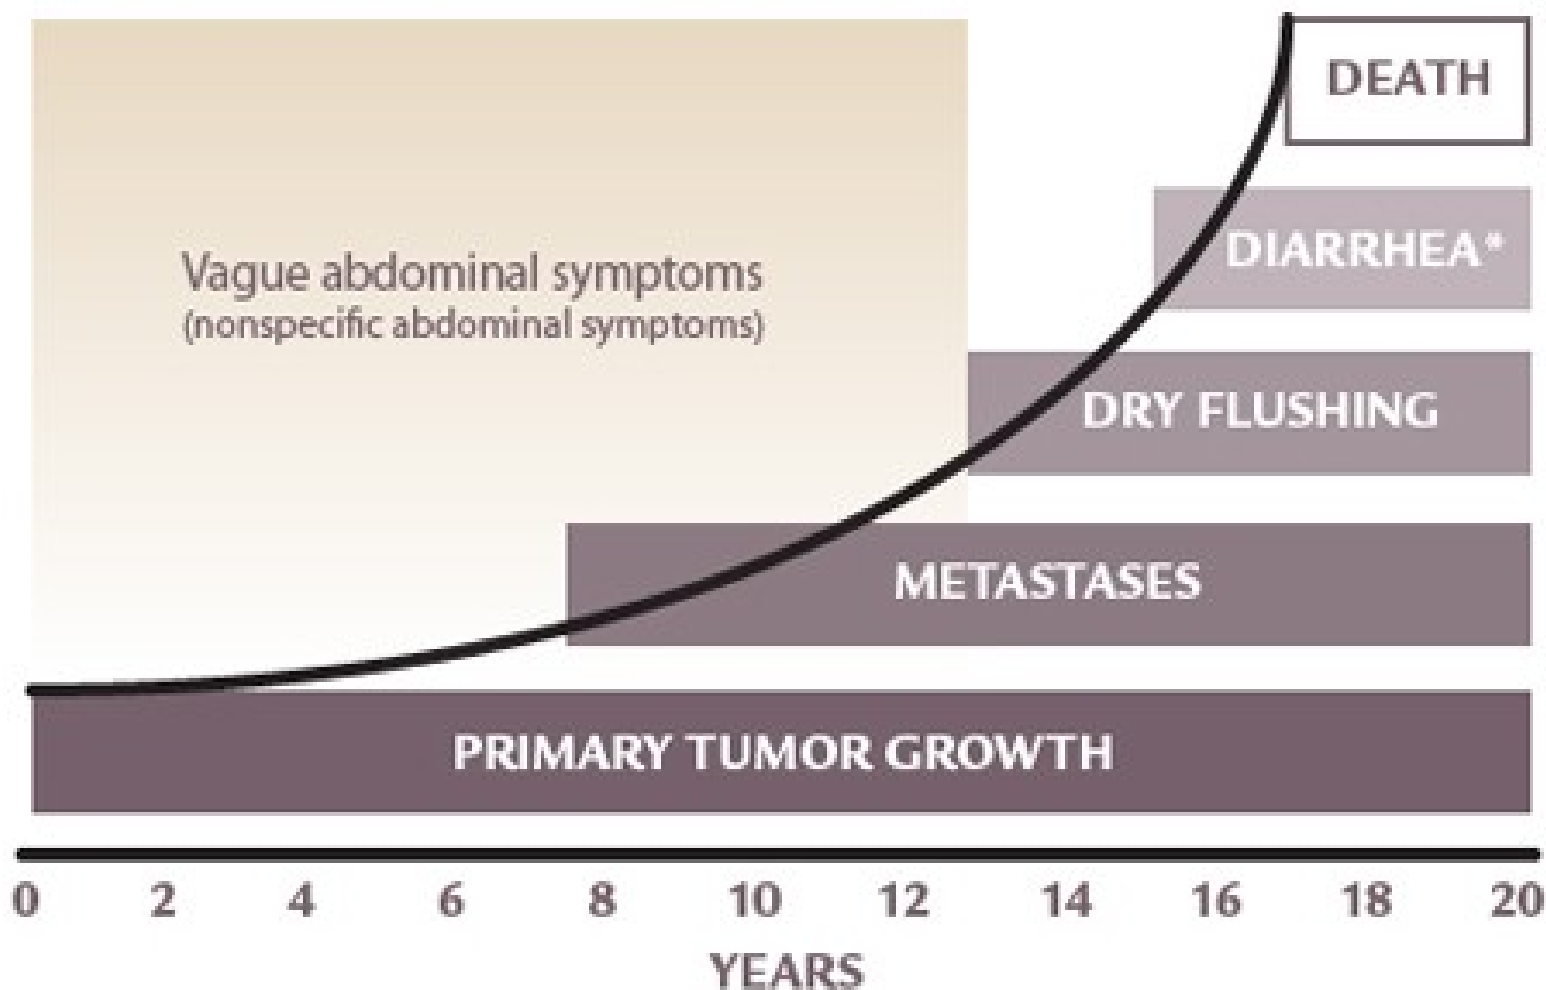 DEATH
DIARRHEA*
Vague abdominal symptoms
(nonspecific abdominal symptoms)
DRY FLUSHING
METASTASES
PRIMARY TUMOR GROWTH
0 2 4 6 8 10 12 14 16 18 20
YEARS